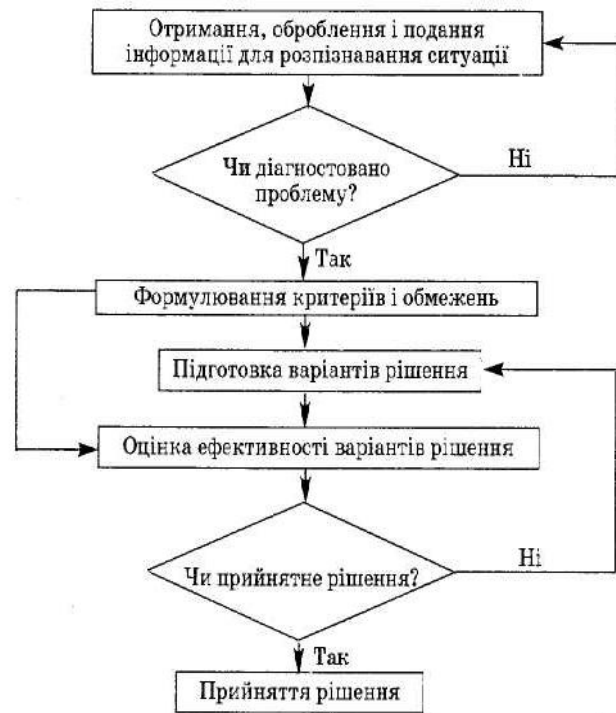 Отримання, оброблення і подання
інформації для розпізнавання ситуації
Чи діагностовано
проблему?
Ні
Так
Формулювання критеріїв і обмежень
Підготовка варіантів рішення
Оцінка ефективності варіантів рішення
Чи прийнятне рішення?
Ні
Так
Прийняття рішення